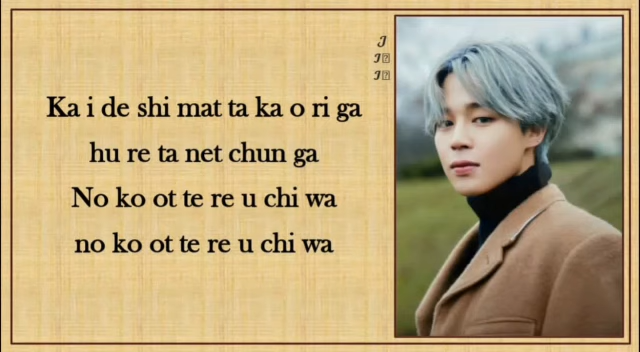 J
J
J
Ka i de shi mat ta ka o ri ga
hu re ta net chun ga
No ko ot te re u chi wa
no ko ot te re u chi wa